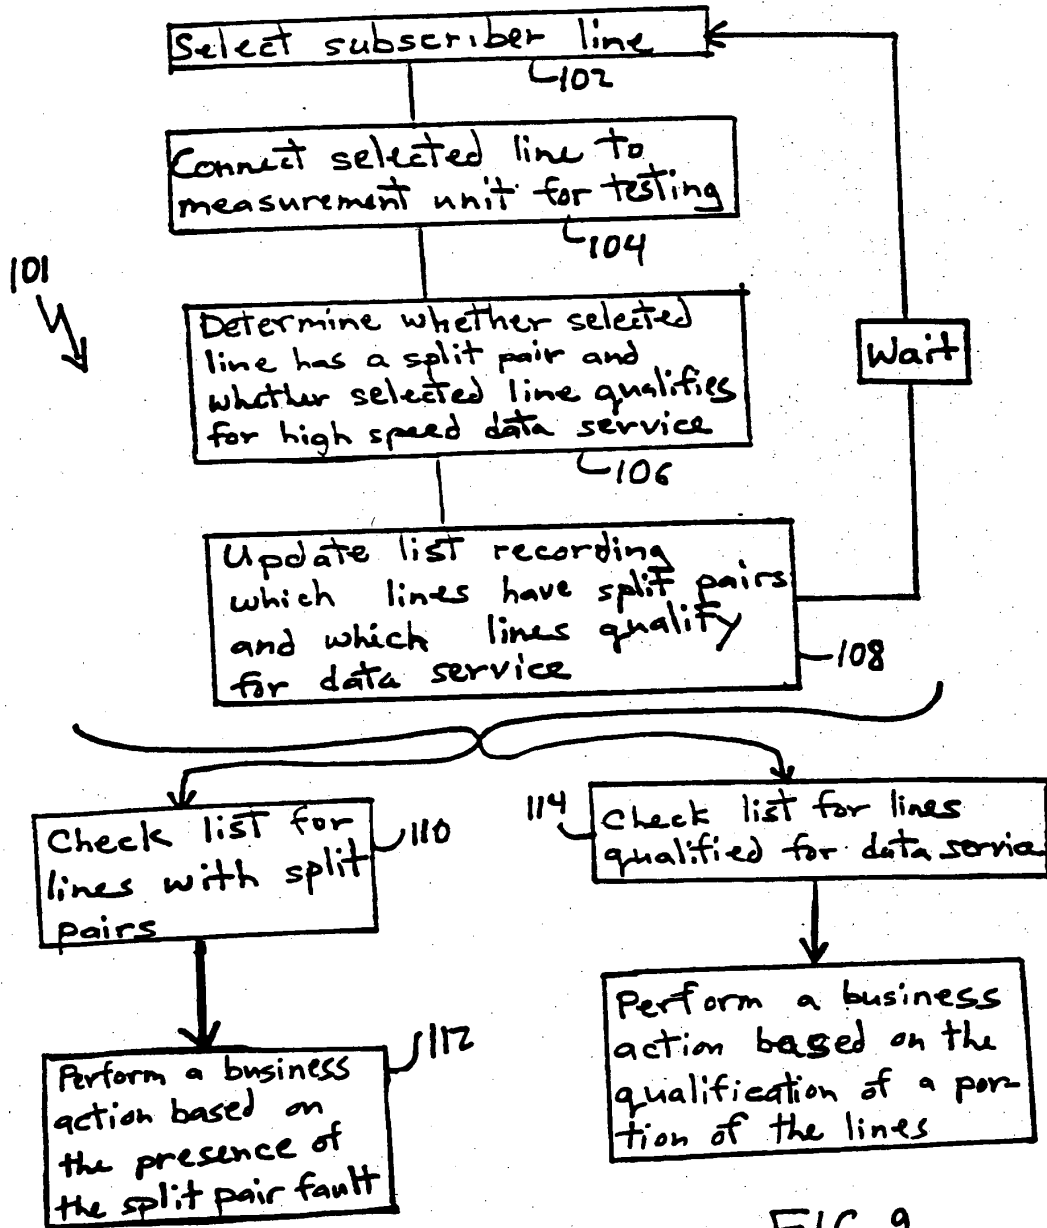 Select subscriber line
102
Connect selected line to
measurement unit for testing
104
101
Determine whether selected
line has a split pair and
whether selected line qualifies
for high speed data service
106
Wait
Update list recording
which lines have split pairs
and which lines qualify
for data service
108
Check list for
lines with split
pairs
110
114
Check list for lines
qualified for data service
Perform a business
action based on
the presence of
the split pair fault
112
Perform a business
action based on the
qualification of a por-
tion of the lines
FIG 9